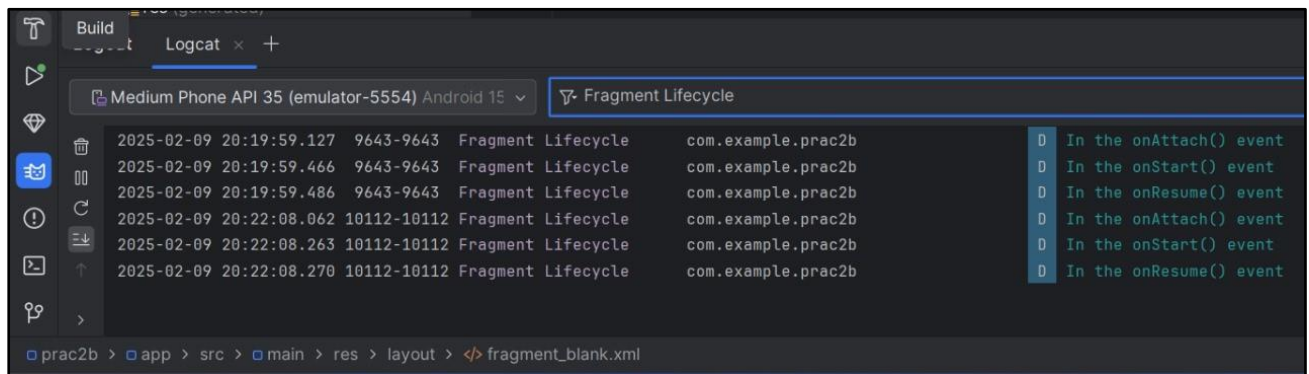 res (generated)
Build
Logcat Logcat × +
Medium Phone API 35 (emulator-5554) Android 15 Fragment Lifecycle
2025-02-09 20:19:59.127 9643-9643 Fragment Lifecycle com.example.prac2b D In the onAttach() event
2025-02-09 20:19:59.466 9643-9643 Fragment Lifecycle com.example.prac2b D In the onStart() event
2025-02-09 20:19:59.486 9643-9643 Fragment Lifecycle com.example.prac2b D In the onResume() event
2025-02-09 20:22:08.062 10112-10112 Fragment Lifecycle com.example.prac2b D In the onAttach() event
2025-02-09 20:22:08.263 10112-10112 Fragment Lifecycle com.example.prac2b D In the onStart() event
2025-02-09 20:22:08.270 10112-10112 Fragment Lifecycle com.example.prac2b D In the onResume() event
prac2b > app > src > main > res > layout > fragment_blank.xml